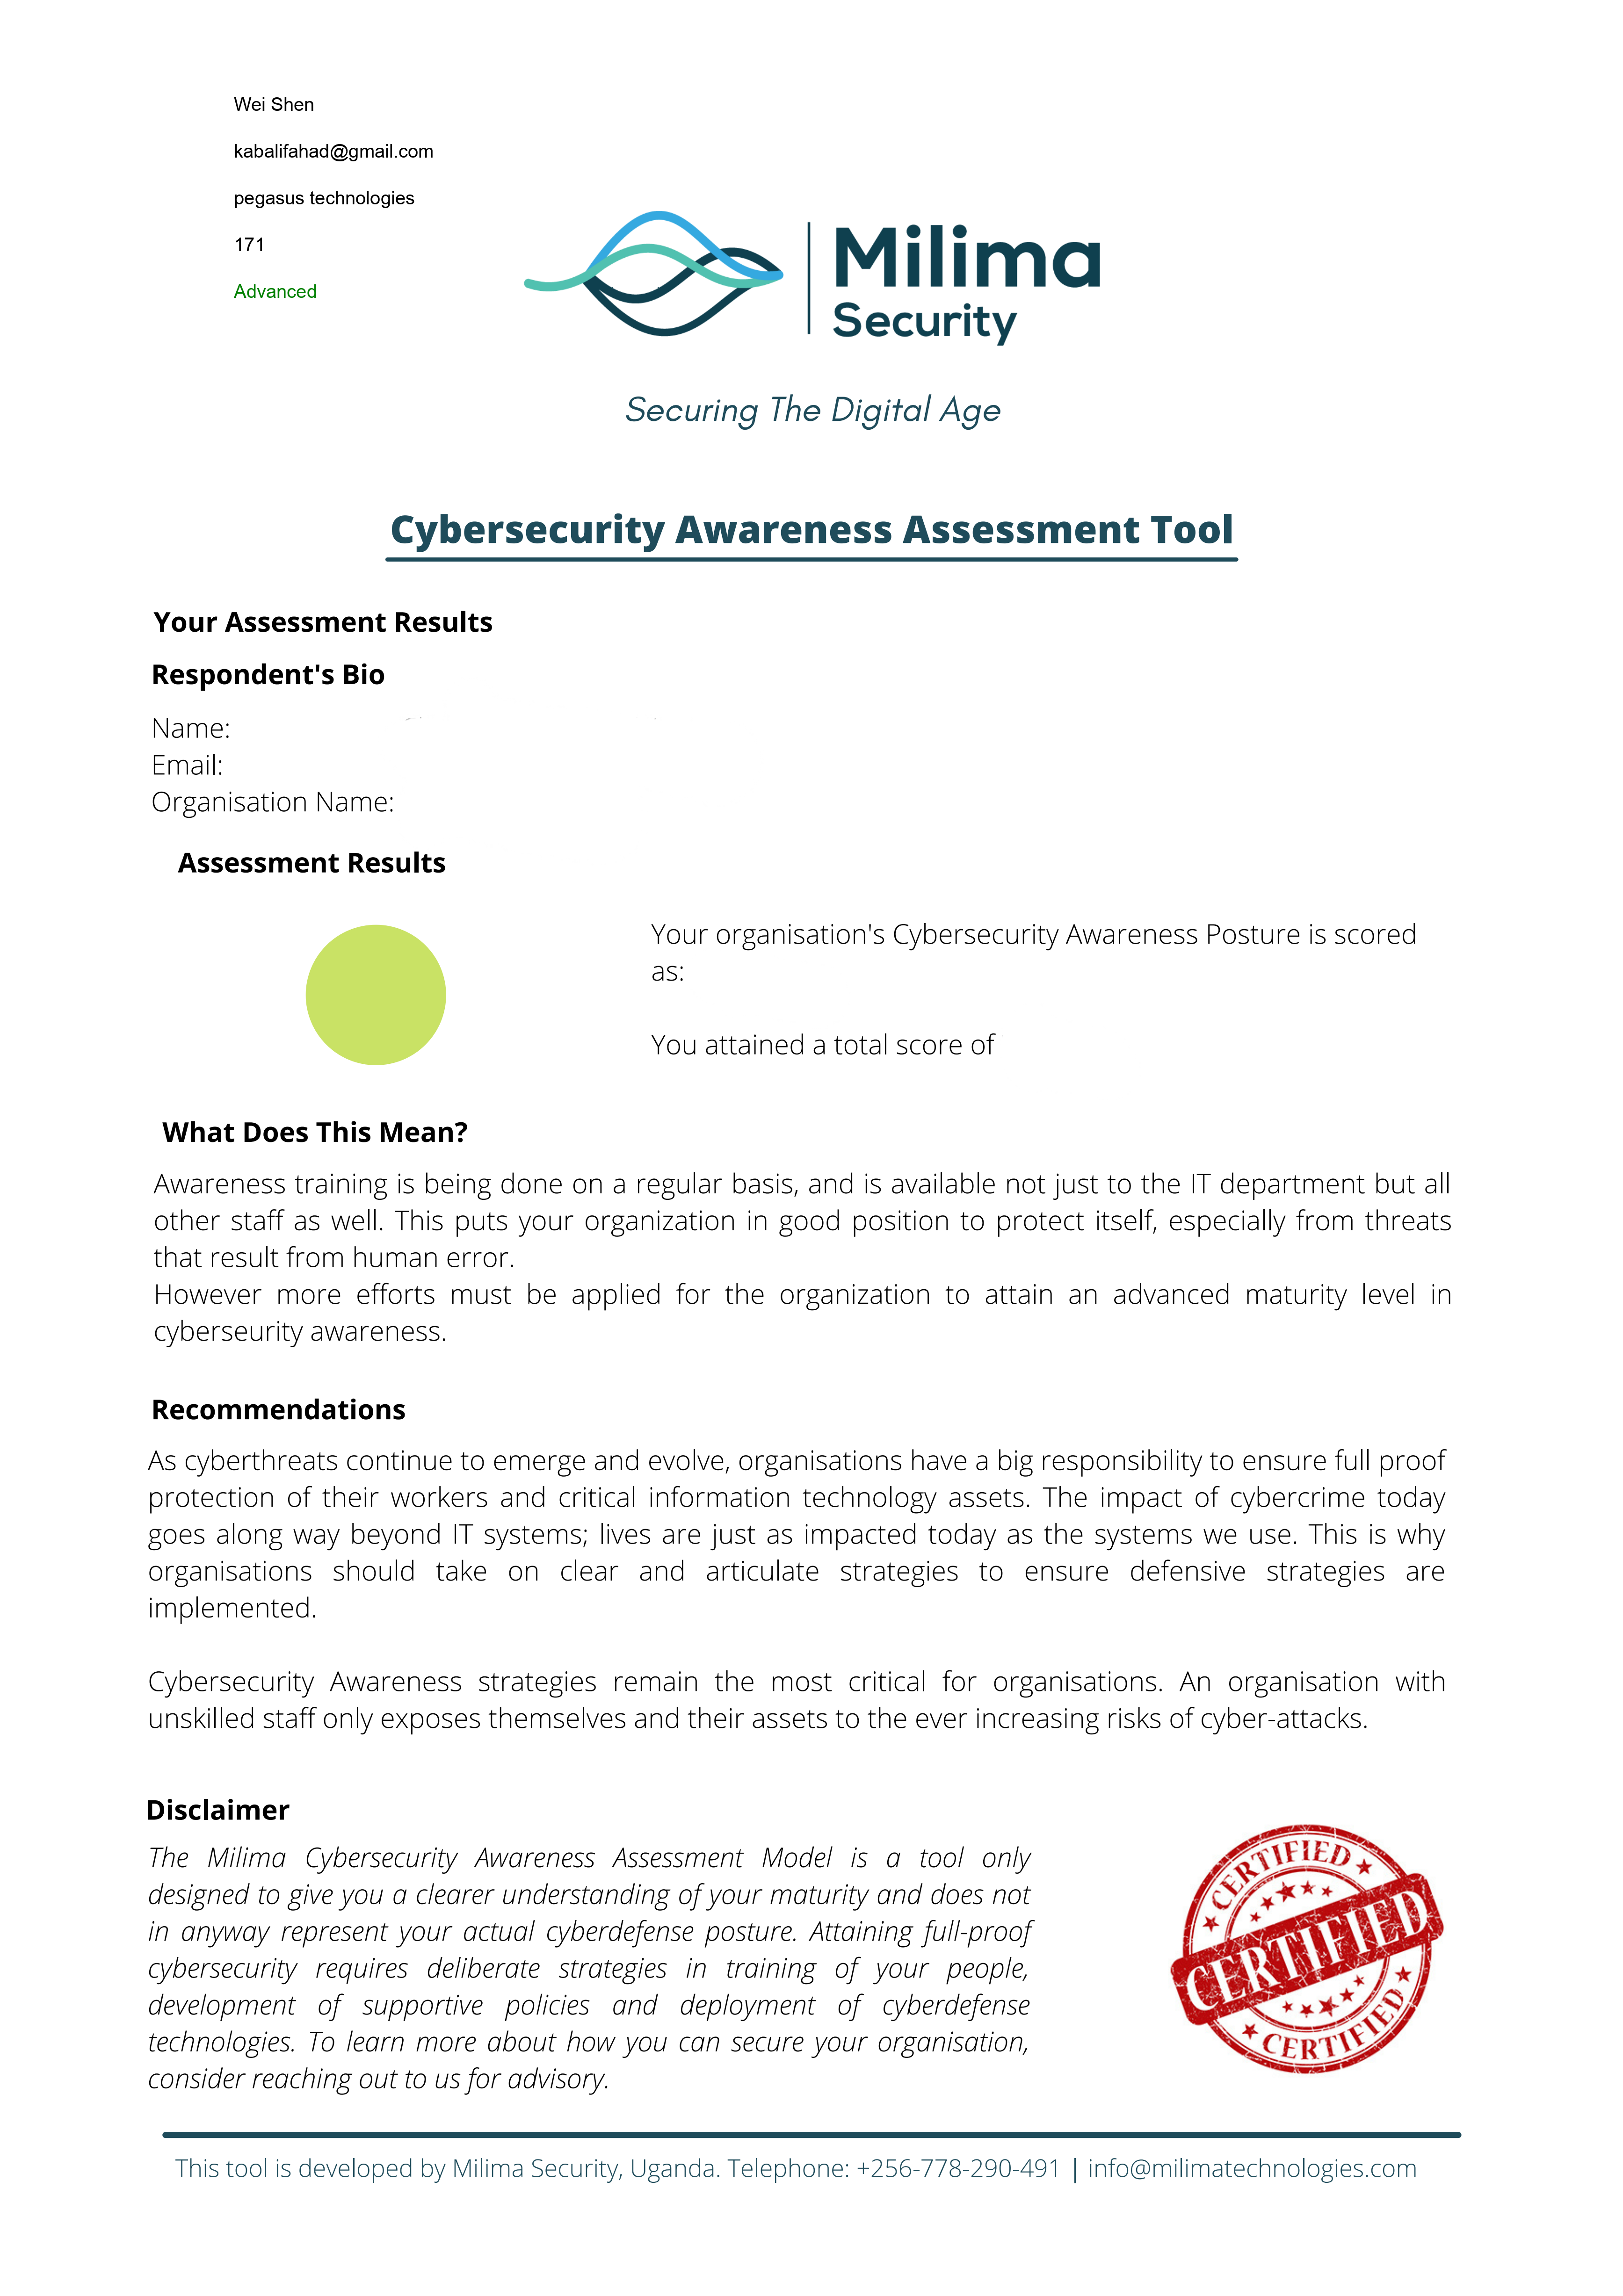 Wei Shen
kabalifahad@gmail.com
pegasus technologies
171
Advanced
Milima
Security
Securing The Digital Age
Cybersecurity Awareness Assessment Tool
Your Assessment Results
Respondent's Bio
Name:
Email:
Organisation Name:
Assessment Results
Your organisation's Cybersecurity Awareness Posture is scored
as:
You attained a total score of
What Does This Mean?
Awareness training is being done on a regular basis, and is available not just to the IT department but all
other staff as well. This puts your organization in good position to protect itself, especially from threats
that result from human error.
However more efforts must be applied for the organization to attain an advanced maturity level in
cyberseurity awareness.
Recommendations
As cyberthreats continue to emerge and evolve, organisations have a big responsibility to ensure full proof
protection of their workers and critical information technology assets. The impact of cybercrime today
goes along way beyond IT systems; lives are just as impacted today as the systems we use. This is why
organisations should take on clear and articulate strategies to ensure defensive strategies are
implemented.
Cybersecurity Awareness strategies remain the most critical for organisations. An organisation with
unskilled staff only exposes themselves and their assets to the ever increasing risks of cyber-attacks.
Disclaimer
The Milima Cybersecurity Awareness Assessment Model is a tool only
designed to give you a clearer understanding of your maturity and does not
in anyway represent your actual cyberdefense posture. Attaining full-proof
cybersecurity requires deliberate strategies in training of your people,
development of supportive policies and deployment of cyberdefense
technologies. To learn more about how you can secure your organisation,
consider reaching out to us for advisory.
CERTIFIED
CERTIFIED
CERTIFIED
This tool is developed by Milima Security, Uganda. Telephone: +256-778-290-491 | info@milimatechnologies.com